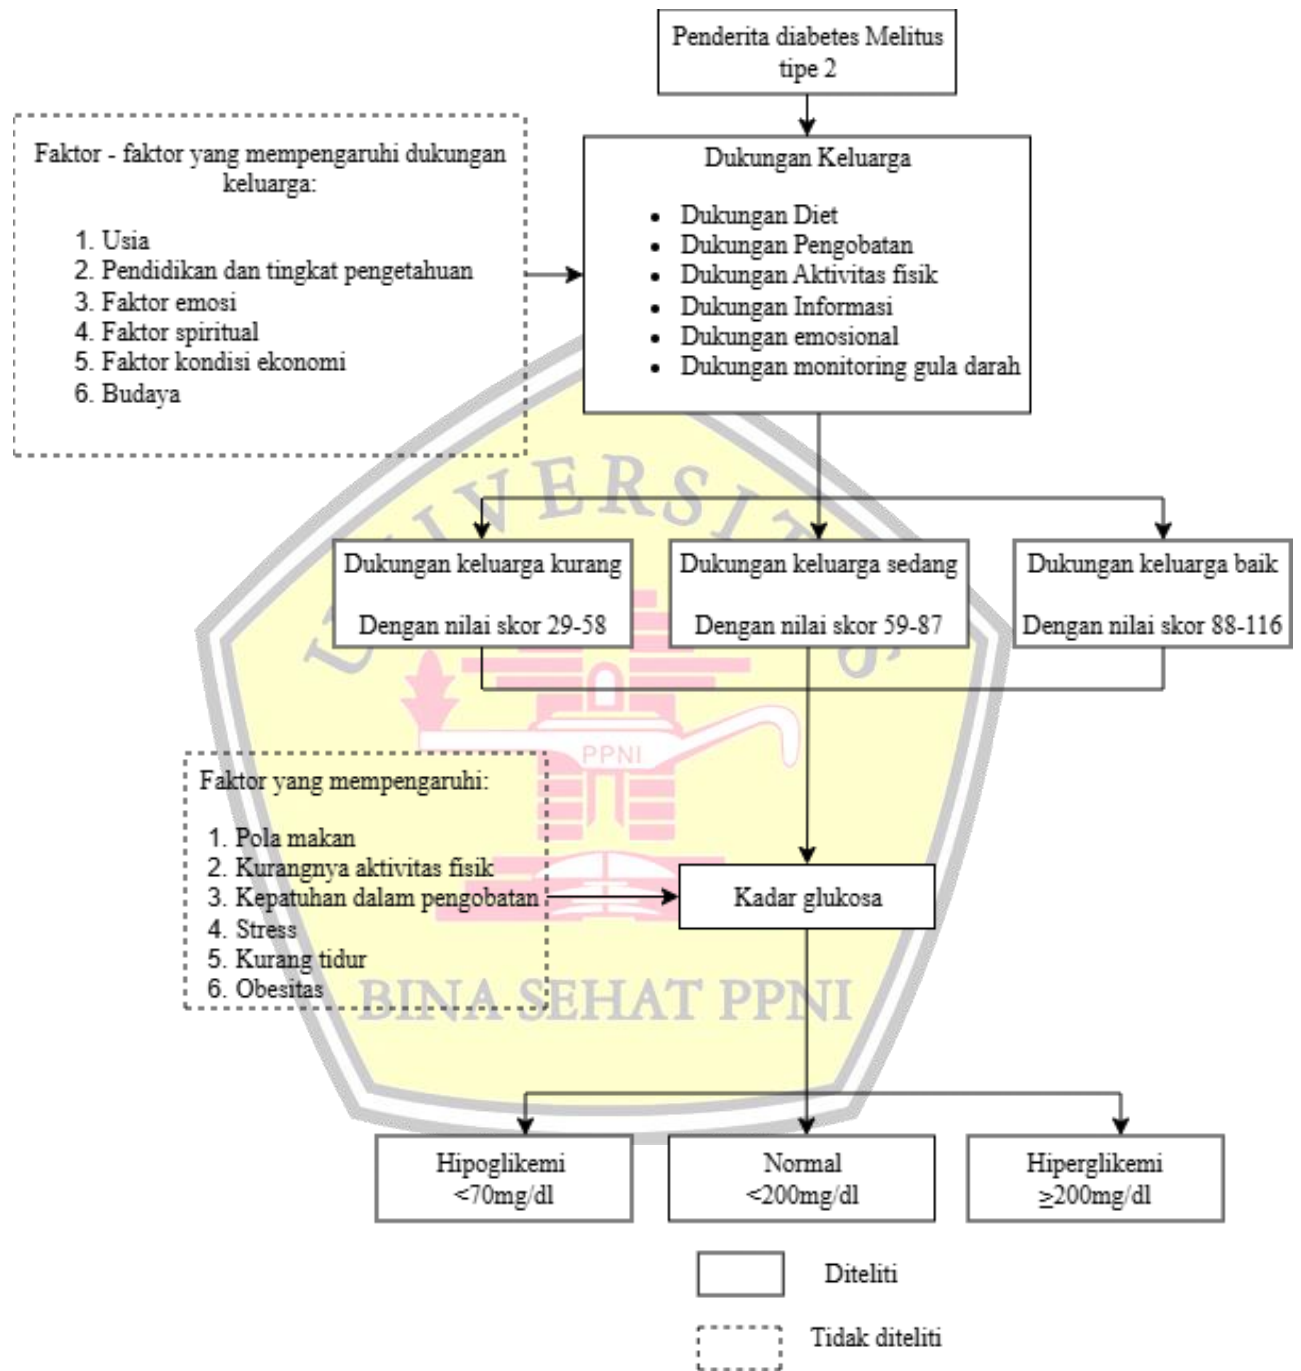 Penderita diabetes Melitus
tipe 2
Faktor - faktor yang mempengaruhi dukungan
keluarga:
1. Usia
2. Pendidikan dan tingkat pengetahuan
3. Faktor emosi
4. Faktor spiritual
5. Faktor kondisi ekonomi
6. Budaya
Dukungan Keluarga
• Dukungan Diet
• Dukungan Pengobatan
• Dukungan Aktivitas fisik
• Dukungan Informasi
• Dukungan emosional
• Dukungan monitoring gula darah
UNIVERSITAS
Dukungan keluarga kurang
Dengan nilai skor 29-58
Dukungan keluarga sedang
Dengan nilai skor 59-87
Dukungan keluarga baik
Dengan nilai skor 88-116
PPNI
Faktor yang mempengaruhi:
1. Pola makan
2. Kurangnya aktivitas fisik
3. Kepatuhan dalam pengobatan
4. Stress
5. Kurang tidur
6. Obesitas
Kadar glukosa
BINA SEHAT PPNI
Hipoglikemi
<70mg/dl
Normal
<200mg/dl
Hiperglikemi
≥200mg/dl
Diteliti
Tidak diteliti